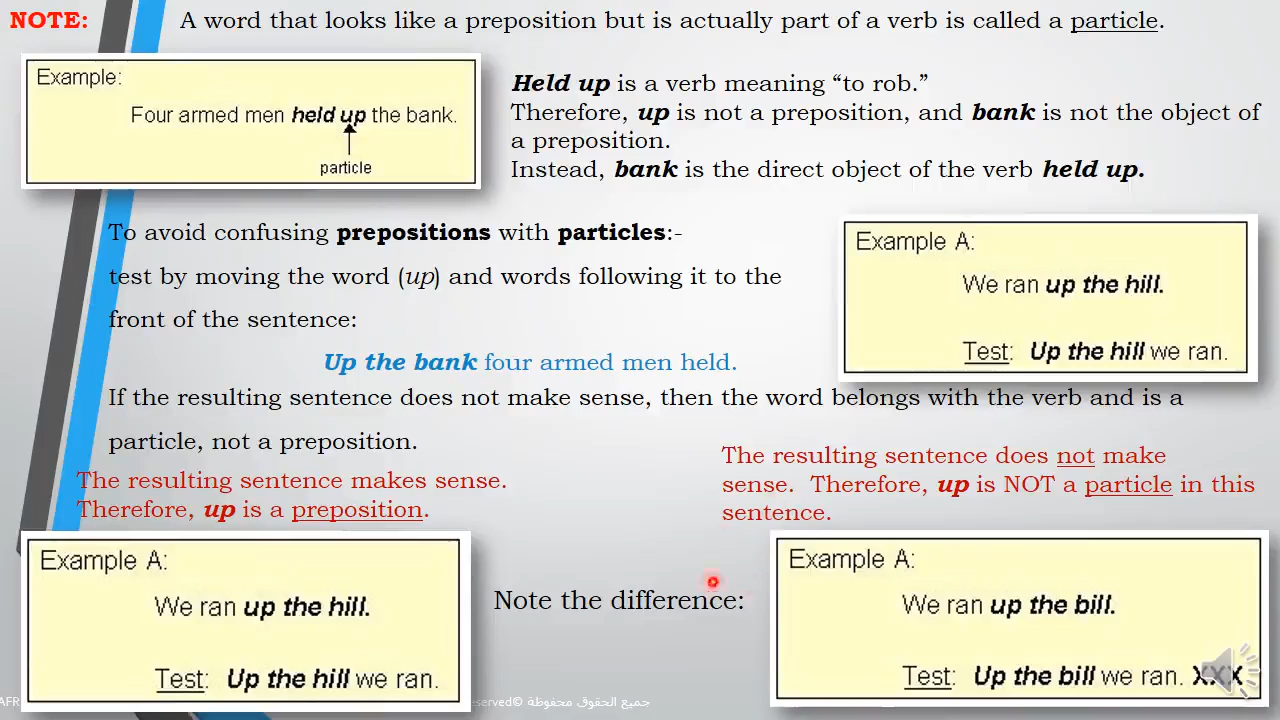 NOTE: A word that looks like a preposition but is actually part of a verb is called a particle.
Example:
Four armed men held up the bank.
particle
Held up is a verb meaning “to rob.”
Therefore, up is not a preposition, and bank is not the object of
a preposition.
Instead, bank is the direct object of the verb held up.
To avoid confusing prepositions with particles:-
test by moving the word (up) and words following it to the
front of the sentence:
Up the bank four armed men held.
If the resulting sentence does not make sense, then the word belongs with the verb and is a
particle, not a preposition.
Example A:
We ran up the hill.
Test: Up the hill we ran.
The resulting sentence makes sense.
Therefore, up is a preposition.
Example A:
We ran up the hill.
Test: Up the hill we ran.
Note the difference:
The resulting sentence does not make
sense. Therefore, up is NOT a particle in this
sentence.
Example A:
We ran up the bill.
Test: Up the bill we ran. XXX
جميع الحقوق محفوظة ©